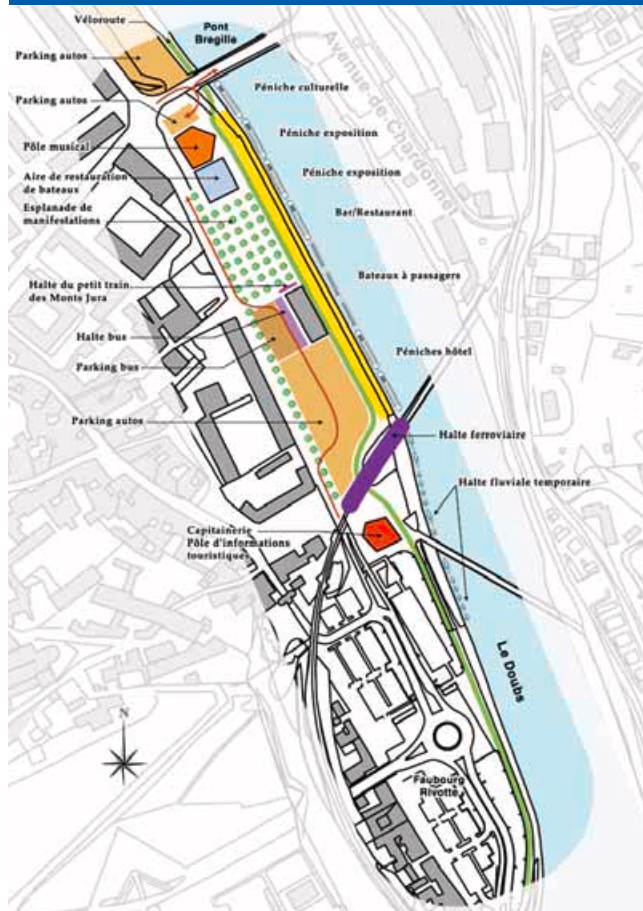 Véloroute
Pont
Bregille
Parking autos
Avenue de Chardonnet
Péniche culturelle
Parking autos
Péniche exposition
Pôle musical
Péniche exposition
Aire de restauration
de bateaux
Esplanade de
manifestations
Bar/Restaurant
Bateaux à passagers
Halte du petit train
des Monts Jura
Halte bus
Péniches hôtel
Parking bus
Parking autos
Halte ferroviaire
Halte fluviale temporaire
Capitainerie
Pôle d'informations
touristiques
Le Doubs
N
Faubourg
Rivotte